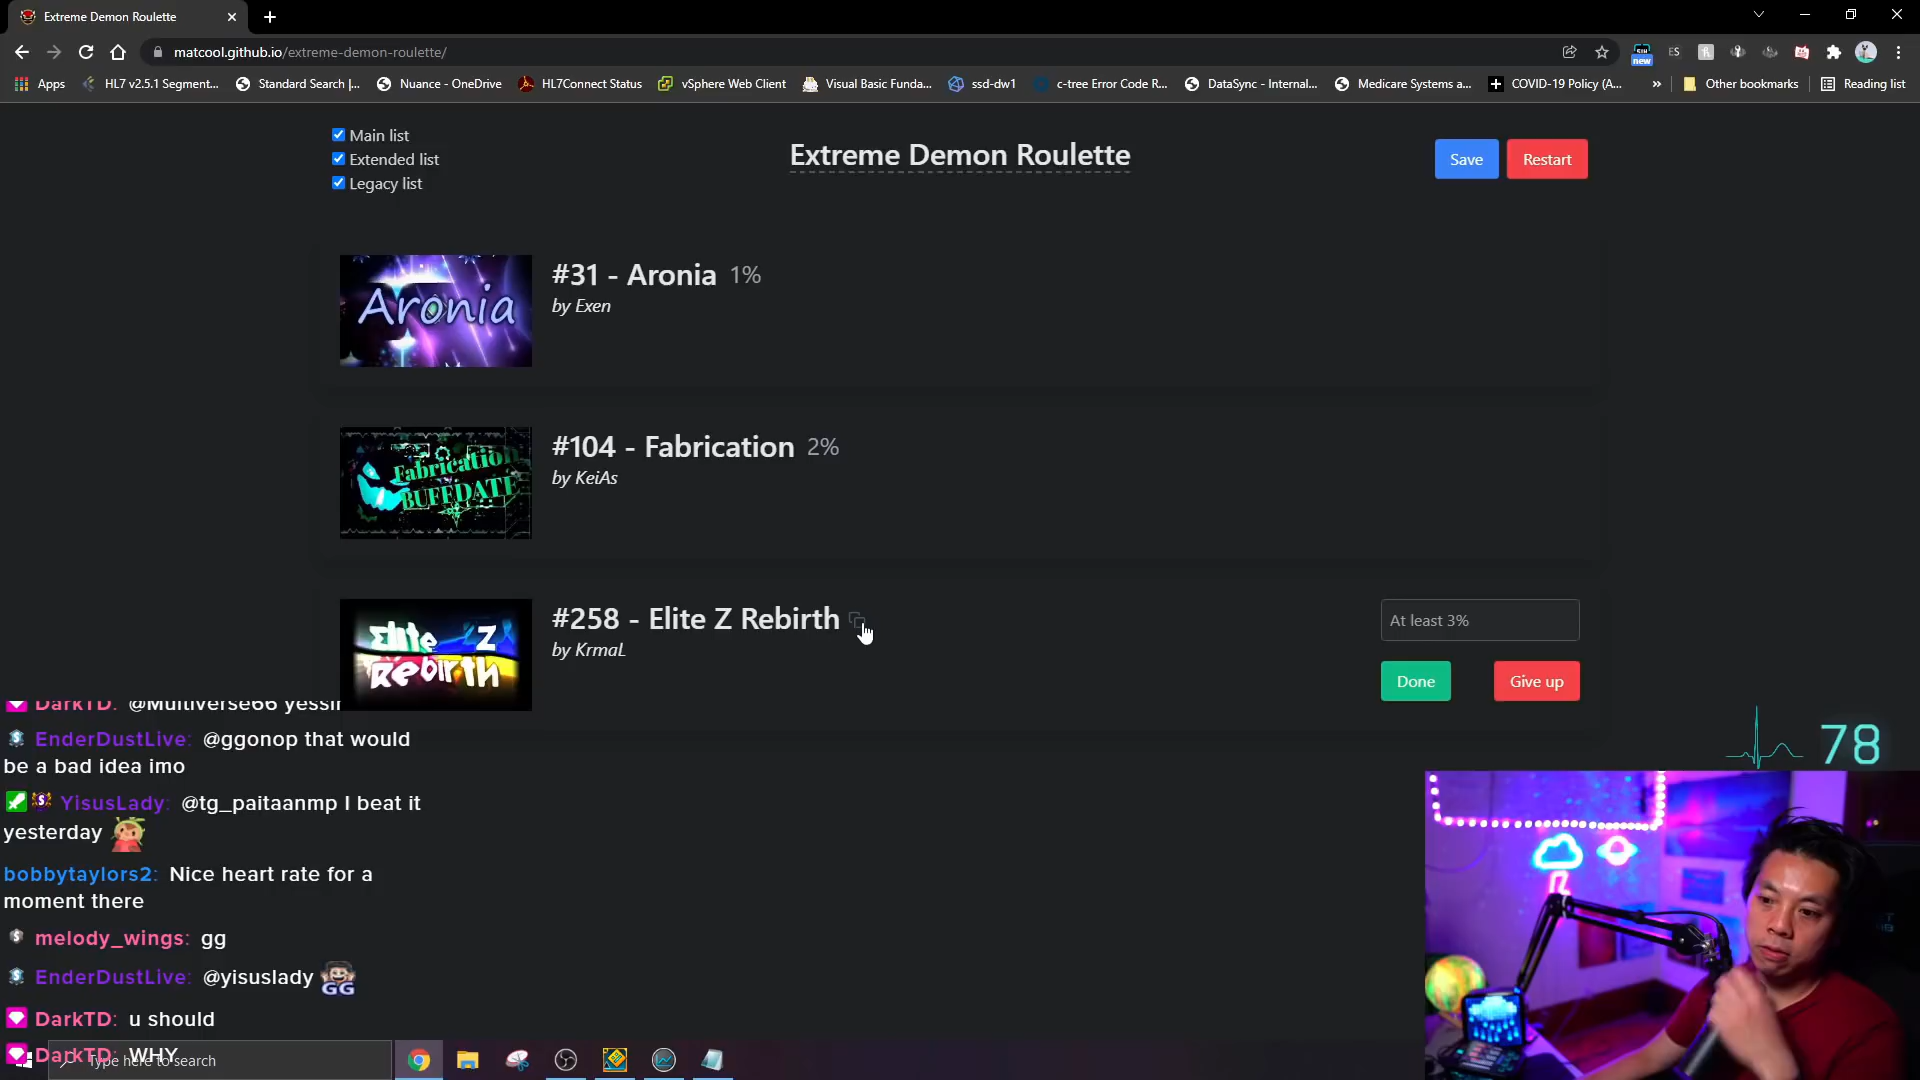 Extreme Demon Roulette
matcool.github.io/extreme-demon-roulette/
new
ES
Apps
HL7 v2.5.1 Segment...
Standard Search |...
Nuance - OneDrive
HL7Connect Status
vSphere Web Client
Visual Basic Funda...
ssd-dw1
c-tree Error Code R...
DataSync - Internal...
Medicare Systems a...
COVID-19 Policy (A...
»
Other bookmarks
Reading list
Main list
Extended list
Legacy list
Extreme Demon Roulette
Save
Restart
Aronia
#31 - Aronia 1%
by Exen
Fabrication
BUFFDATE
#104 - Fabrication 2%
by KeiAs
Elite Z
Rebirth
#258 - Elite Z Rebirth
by KrmaL
At least 3%
Done
Give up
DarkTD: @Multiverse66 yessir
EnderDustLive: @ggonop that would
be a bad idea imo
YisusLady: @tg_paitaanmp I beat it
yesterday
bobbytaylors2: Nice heart rate for a
moment there
melody_wings: gg
EnderDustLive: @yisuslady GG
DarkTD: u should
DarkTD: WHY
Type here to search
78